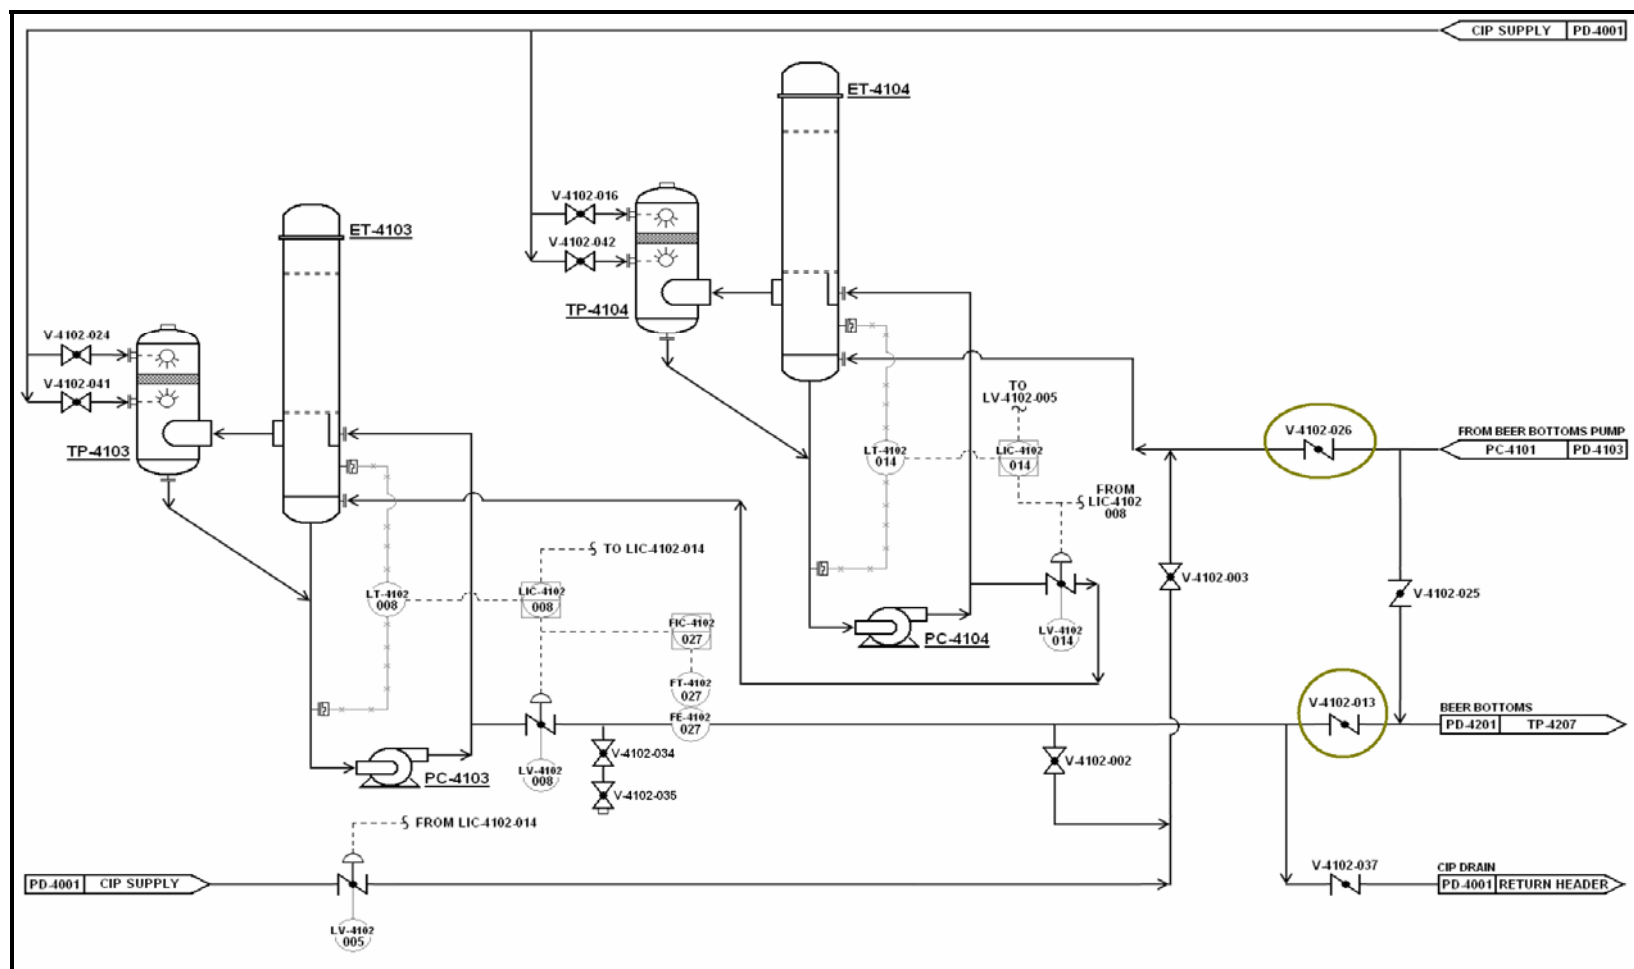 CIP SUPPLY PD-4001
ET-4104
V-4102-016
ET-4103
V-4102-042
TP-4104
V-4102-024
V-4102-041
TO
LV-4102-005
V-4102-026
FROM BEER BOTTOMS PUMP
PC-4101 PD-4103
TP-4103
LT-4102
014
LIC-4102
014
FROM
LIC-4102
008
TO LIC-4102-014
V-4102-003
V-4102-025
LT-4102
008
LIC-4102
008
FIC-4102
027
PC-4104
LV-4102
014
FT-4102
027
V-4102-013
BEER BOTTOMS
PD-4201 TP-4207
FE-4102
027
V-4102-034
V-4102-002
PC-4103
LV-4102
008
V-4102-035
FROM LIC-4102-014
V-4102-037
CIP DRAIN
PD-4001 RETURN HEADER
PD-4001 CIP SUPPLY
LV-4102
005